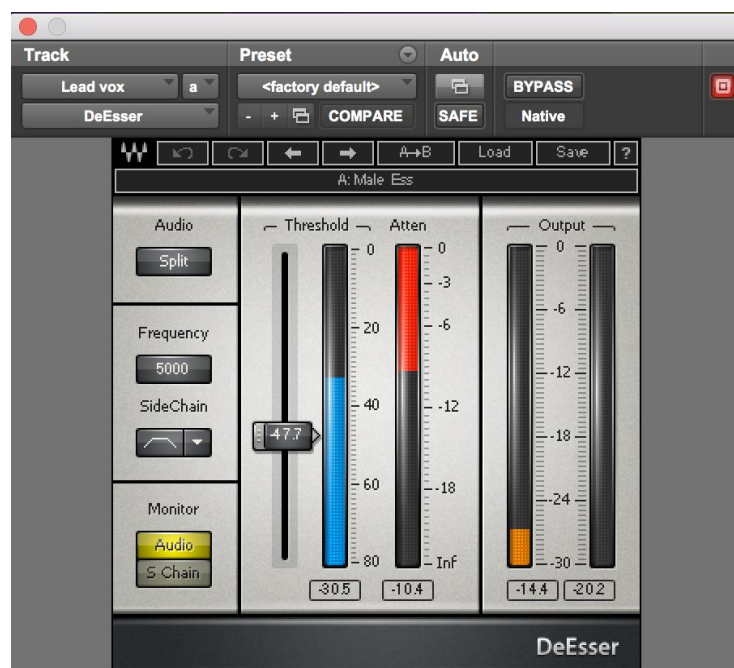 Track Preset Auto
Lead vox a <factory default> BYPASS
DeEsser - + COMPARE SAFE Native
A→B Load Save ?
A: Male Ess
Audio Threshold Atten Output
Split
0 0 0
-3
Frequency 20 -6 -6
5000
-12
SideChain 40 -12
-47.7 -18
60 -18
Monitor -24
Audio
S Chain 80 Inf -30
-30.5 -10.4 -14.4 -20.2
DeEsser